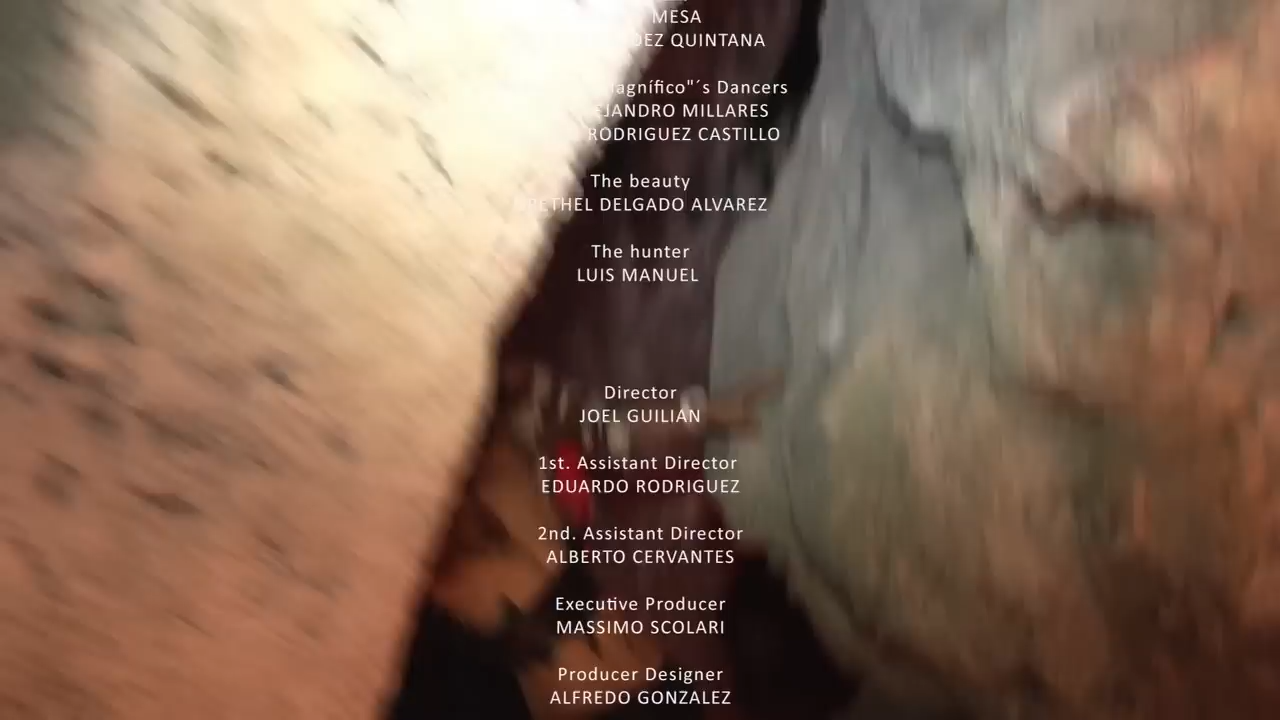 MESA
DEZ QUINTANA
agnífico"´s Dancers
EJANDRO MILLARES
RODRIGUEZ CASTILLO
The beauty
BETHEL DELGADO ALVAREZ
The hunter
LUIS MANUEL
Director
JOEL GUILIAN
1st. Assistant Director
EDUARDO RODRIGUEZ
2nd. Assistant Director
ALBERTO CERVANTES
Executive Producer
MASSIMO SCOLARI
Producer Designer
ALFREDO GONZALEZ